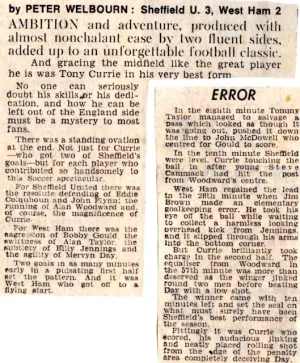 by PETER WELBOURN: Sheffield U. 3, West Ham 2
AMBITION and adventure, produced with
almost nonchalant ease by two fluent sides,
added up to an unforgettable football classic.
And gracing the midfield like the great player
he is was Tony Currie in his very best form
No one can seriously
doubt his skills or his dedi-
cation, and how he can be
left out of the England side
must be a mystery to most
fans.
There was a standing ovation
at the end. Not just for Currie
—who got two of Sheffield's
goals—but for each player who
contributed so handsomely to
this Soccer spectacular.
For Sheffield United there was
the resolute defending of Eddie
Colquhoun and John Flynn; the
running of Alan Woodward and,
of course, the magnificence of
Currie.
For West Ham there was the
aggression of Bobby Gould, the
swiftness of Alan Taylor, the
subtlety of Billy Jennings and
the agility of Mervyn Day.
Two goals in as many minutes
early in a pulsating first half
set the pattern. And it was
West Ham who got off to a
flying start.
ERROR
In the eighth minute Tommy
Taylor managed to salvage a
pass which looked as though it
was going out, pushed it down
the line to John McDowell who
centred for Gould to score.
In the tenth minute Sheffield
were level, Currie touching the
ball in after young Steve
Cammack had hit the post
from Woodward's centre.
West Ham regained the lead
in the 28th minute when Jim
Brown made an elementary
goalkeeping error. He took his
eye off the ball while waiting
to collect a harmless looking
overhead kick from Jennings,
and it slipped through his arms
into the bottom corner.
But Currie brilliantly took
charge in the second half. The
equaliser from Woodward in
the 57th minute was more than
deserved as the winger jinked
round two men before beating
Day with a low shot.
The winner came with ten
minutes left and set the seal on
what must surely have been
Sheffield's best performance of
the season.
Fittingly it was Currie who
scored, his audacious jinking
and neatly placed rolling shot
from the edge of the penalty
area completely deceiving Day.